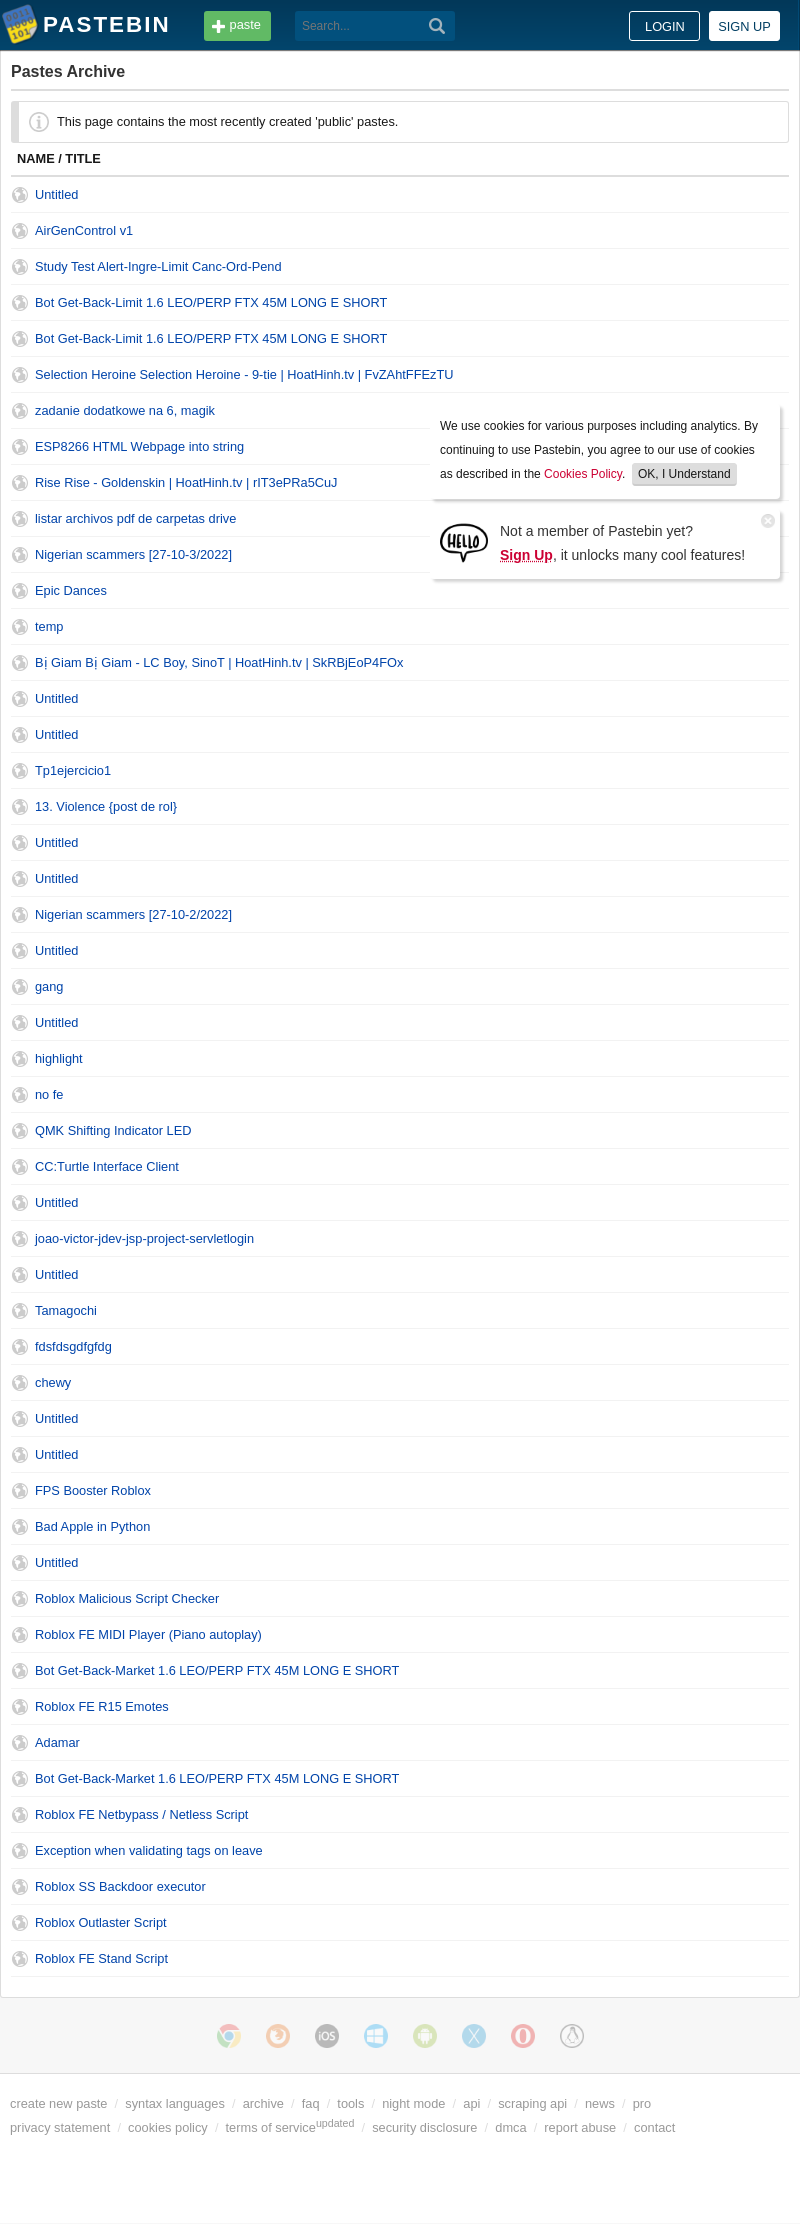 PASTEBIN
paste
Search...
LOGIN
SIGN UP
Pastes Archive
This page contains the most recently created 'public' pastes.
NAME / TITLE
Untitled
AirGenControl v1
Study Test Alert-Ingre-Limit Canc-Ord-Pend
Bot Get-Back-Limit 1.6 LEO/PERP FTX 45M LONG E SHORT
Bot Get-Back-Limit 1.6 LEO/PERP FTX 45M LONG E SHORT
Selection Heroine Selection Heroine - 9-tie | HoatHinh.tv | FvZAhtFFEzTU
zadanie dodatkowe na 6, magik
ESP8266 HTML Webpage into string
Rise Rise - Goldenskin | HoatHinh.tv | rIT3ePRa5CuJ
listar archivos pdf de carpetas drive
Nigerian scammers [27-10-3/2022]
We use cookies for various purposes including analytics. By
continuing to use Pastebin, you agree to our use of cookies
as described in the Cookies Policy. OK, I Understand
HELLO
Not a member of Pastebin yet?
Sign Up, it unlocks many cool features!
Epic Dances
temp
Bị Giam Bị Giam - LC Boy, SinoT | HoatHinh.tv | SkRBjEoP4FOx
Untitled
Untitled
Tp1ejercicio1
13. Violence {post de rol}
Untitled
Untitled
Nigerian scammers [27-10-2/2022]
Untitled
gang
Untitled
highlight
no fe
QMK Shifting Indicator LED
CC:Turtle Interface Client
Untitled
joao-victor-jdev-jsp-project-servletlogin
Untitled
Tamagochi
fdsfdsgdfgfdg
chewy
Untitled
Untitled
FPS Booster Roblox
Bad Apple in Python
Untitled
Roblox Malicious Script Checker
Roblox FE MIDI Player (Piano autoplay)
Bot Get-Back-Market 1.6 LEO/PERP FTX 45M LONG E SHORT
Roblox FE R15 Emotes
Adamar
Bot Get-Back-Market 1.6 LEO/PERP FTX 45M LONG E SHORT
Roblox FE Netbypass / Netless Script
Exception when validating tags on leave
Roblox SS Backdoor executor
Roblox Outlaster Script
Roblox FE Stand Script
iOS
create new paste / syntax languages / archive / faq / tools / night mode / api / scraping api / news / pro
privacy statement / cookies policy / terms of serviceupdated / security disclosure / dmca / report abuse / contact